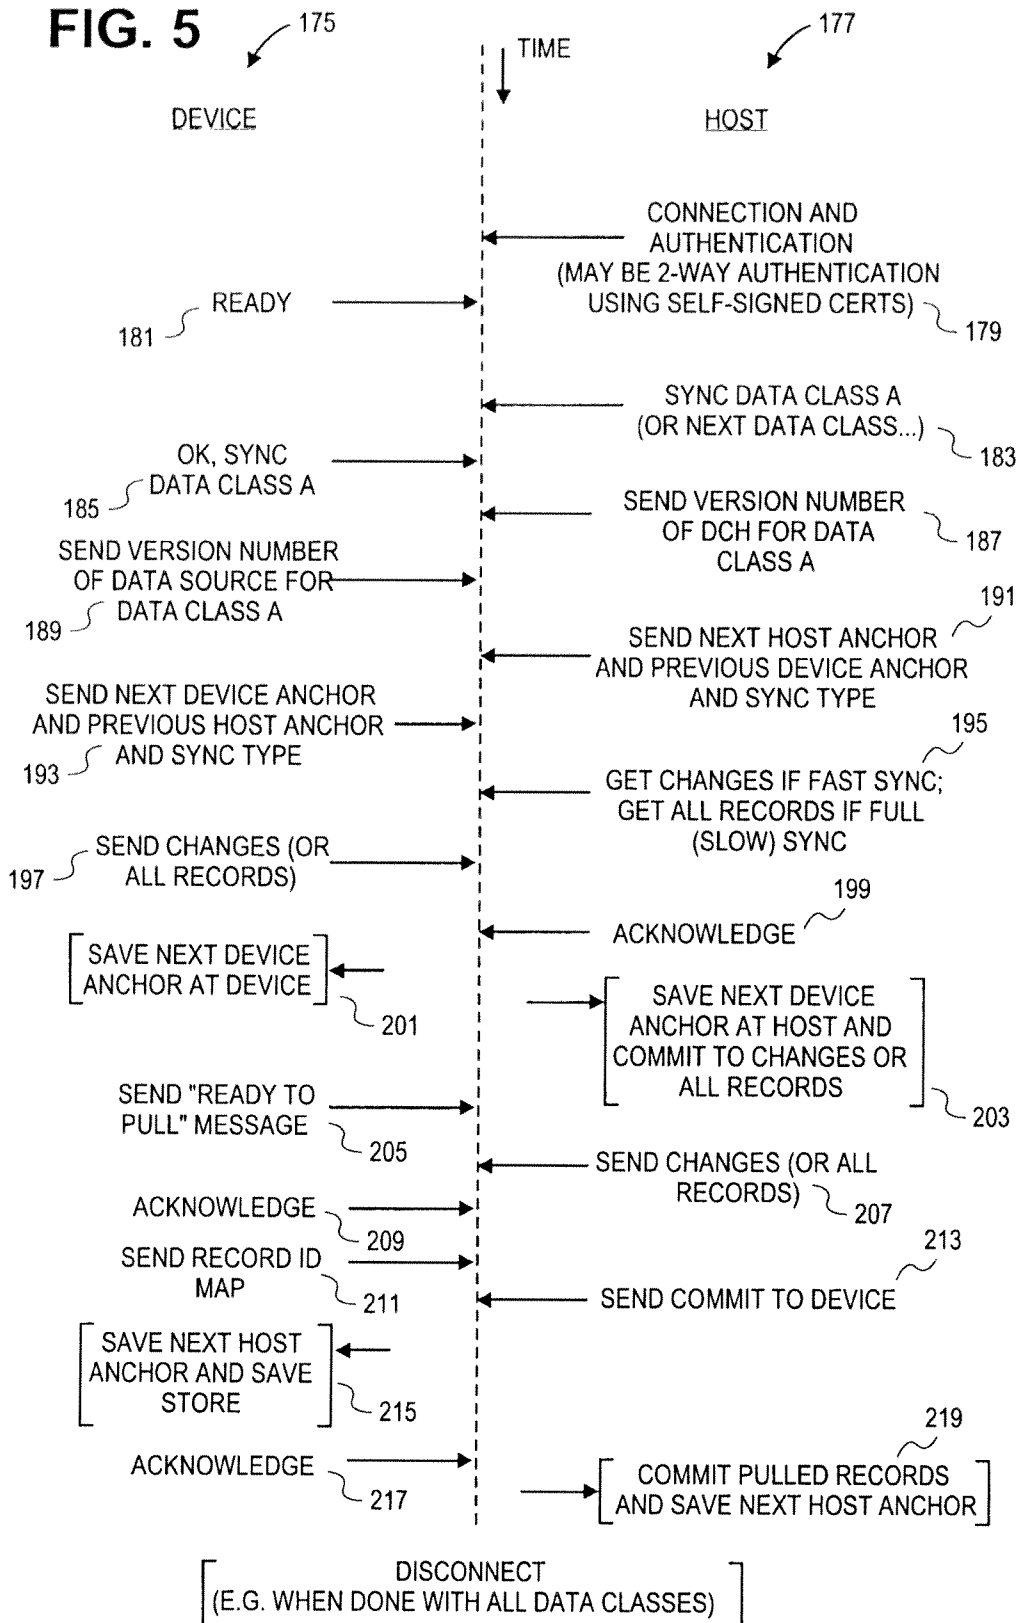 FIG. 5
175
TIME
177
DEVICE
HOST
CONNECTION AND
AUTHENTICATION
(MAY BE 2-WAY AUTHENTICATION
USING SELF-SIGNED CERTS)
179
READY
181
SYNC DATA CLASS A
(OR NEXT DATA CLASS...)
183
OK, SYNC
DATA CLASS A
185
SEND VERSION NUMBER
OF DCH FOR DATA
CLASS A
187
SEND VERSION NUMBER
OF DATA SOURCE FOR
DATA CLASS A
189
191
SEND NEXT HOST ANCHOR
AND PREVIOUS DEVICE ANCHOR
AND SYNC TYPE
SEND NEXT DEVICE ANCHOR
AND PREVIOUS HOST ANCHOR
AND SYNC TYPE
193
195
GET CHANGES IF FAST SYNC;
GET ALL RECORDS IF FULL
(SLOW) SYNC
SEND CHANGES (OR
ALL RECORDS)
197
199
ACKNOWLEDGE
SAVE NEXT DEVICE
ANCHOR AT DEVICE
201
SAVE NEXT DEVICE
ANCHOR AT HOST AND
COMMIT TO CHANGES OR
ALL RECORDS
203
SEND "READY TO
PULL" MESSAGE
205
SEND CHANGES (OR ALL
RECORDS)
207
ACKNOWLEDGE
209
SEND RECORD ID
MAP
211
213
SEND COMMIT TO DEVICE
SAVE NEXT HOST
ANCHOR AND SAVE
STORE
215
ACKNOWLEDGE
217
219
COMMIT PULLED RECORDS
AND SAVE NEXT HOST ANCHOR
DISCONNECT
(E.G. WHEN DONE WITH ALL DATA CLASSES)